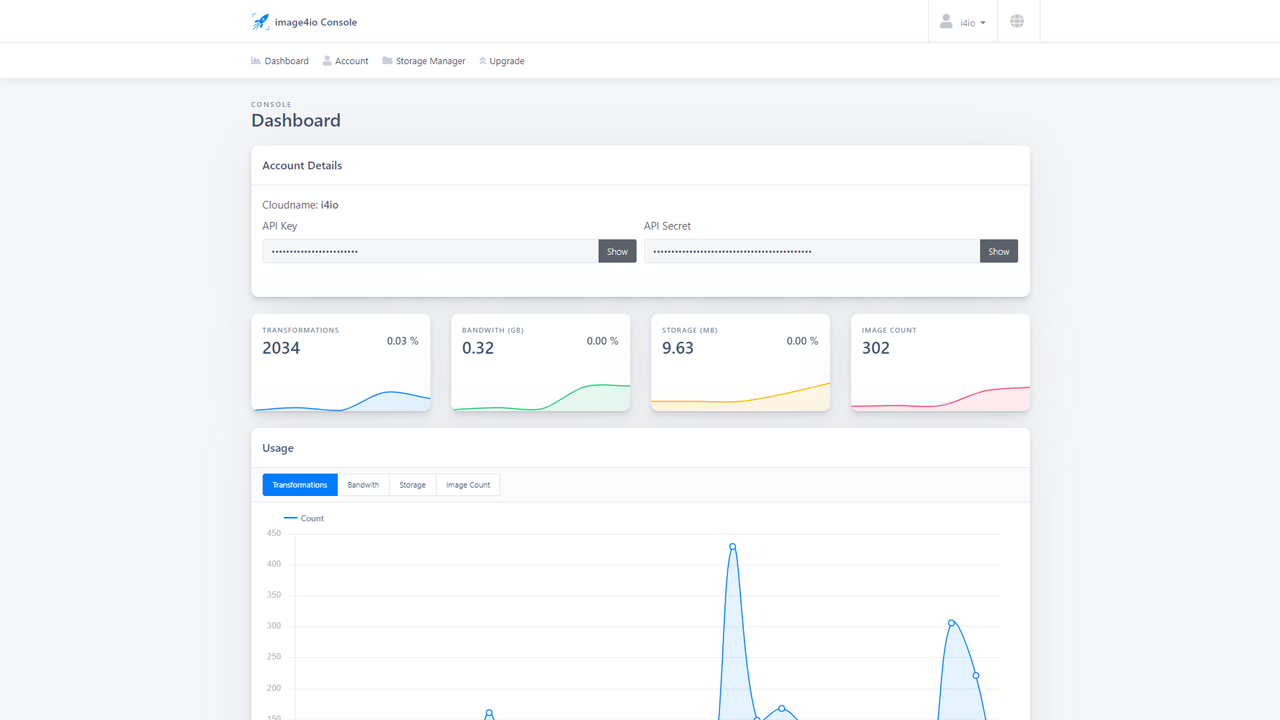 image4io Console
i4io
Dashboard Account Storage Manager Upgrade
CONSOLE
Dashboard
Account Details
Cloudname: i4io
API Key API Secret
•••••••••••••••••••••••• Show •••••••••••••••••••••••••••••••••••••••••••• Show
TRANSFORMATIONS
2034
0.03 %
BANDWITH (GB)
0.32
0.00 %
STORAGE (MB)
9.63
0.00 %
IMAGE COUNT
302
Usage
Transformations Bandwith Storage Image Count
Count
450
400
350
300
250
200
150